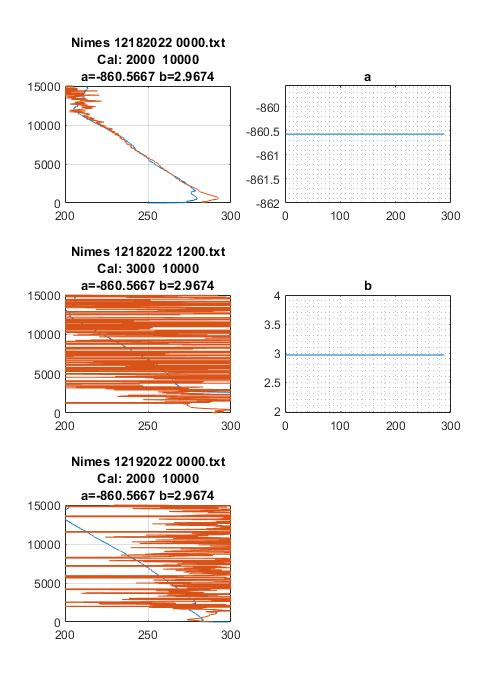 Nimes 12182022 0000.txt
Cal: 2000 10000
a=-860.5667 b=2.9674
15000
10000
5000
0
200 250 300
a
-860
-860.5
-861
-861.5
-862
0 100 200 300
Nimes 12182022 1200.txt
Cal: 3000 10000
a=-860.5667 b=2.9674
15000
10000
5000
0
200 250 300
b
4
3.5
3
2.5
2
0 100 200 300
Nimes 12192022 0000.txt
Cal: 2000 10000
a=-860.5667 b=2.9674
15000
10000
5000
0
200 250 300